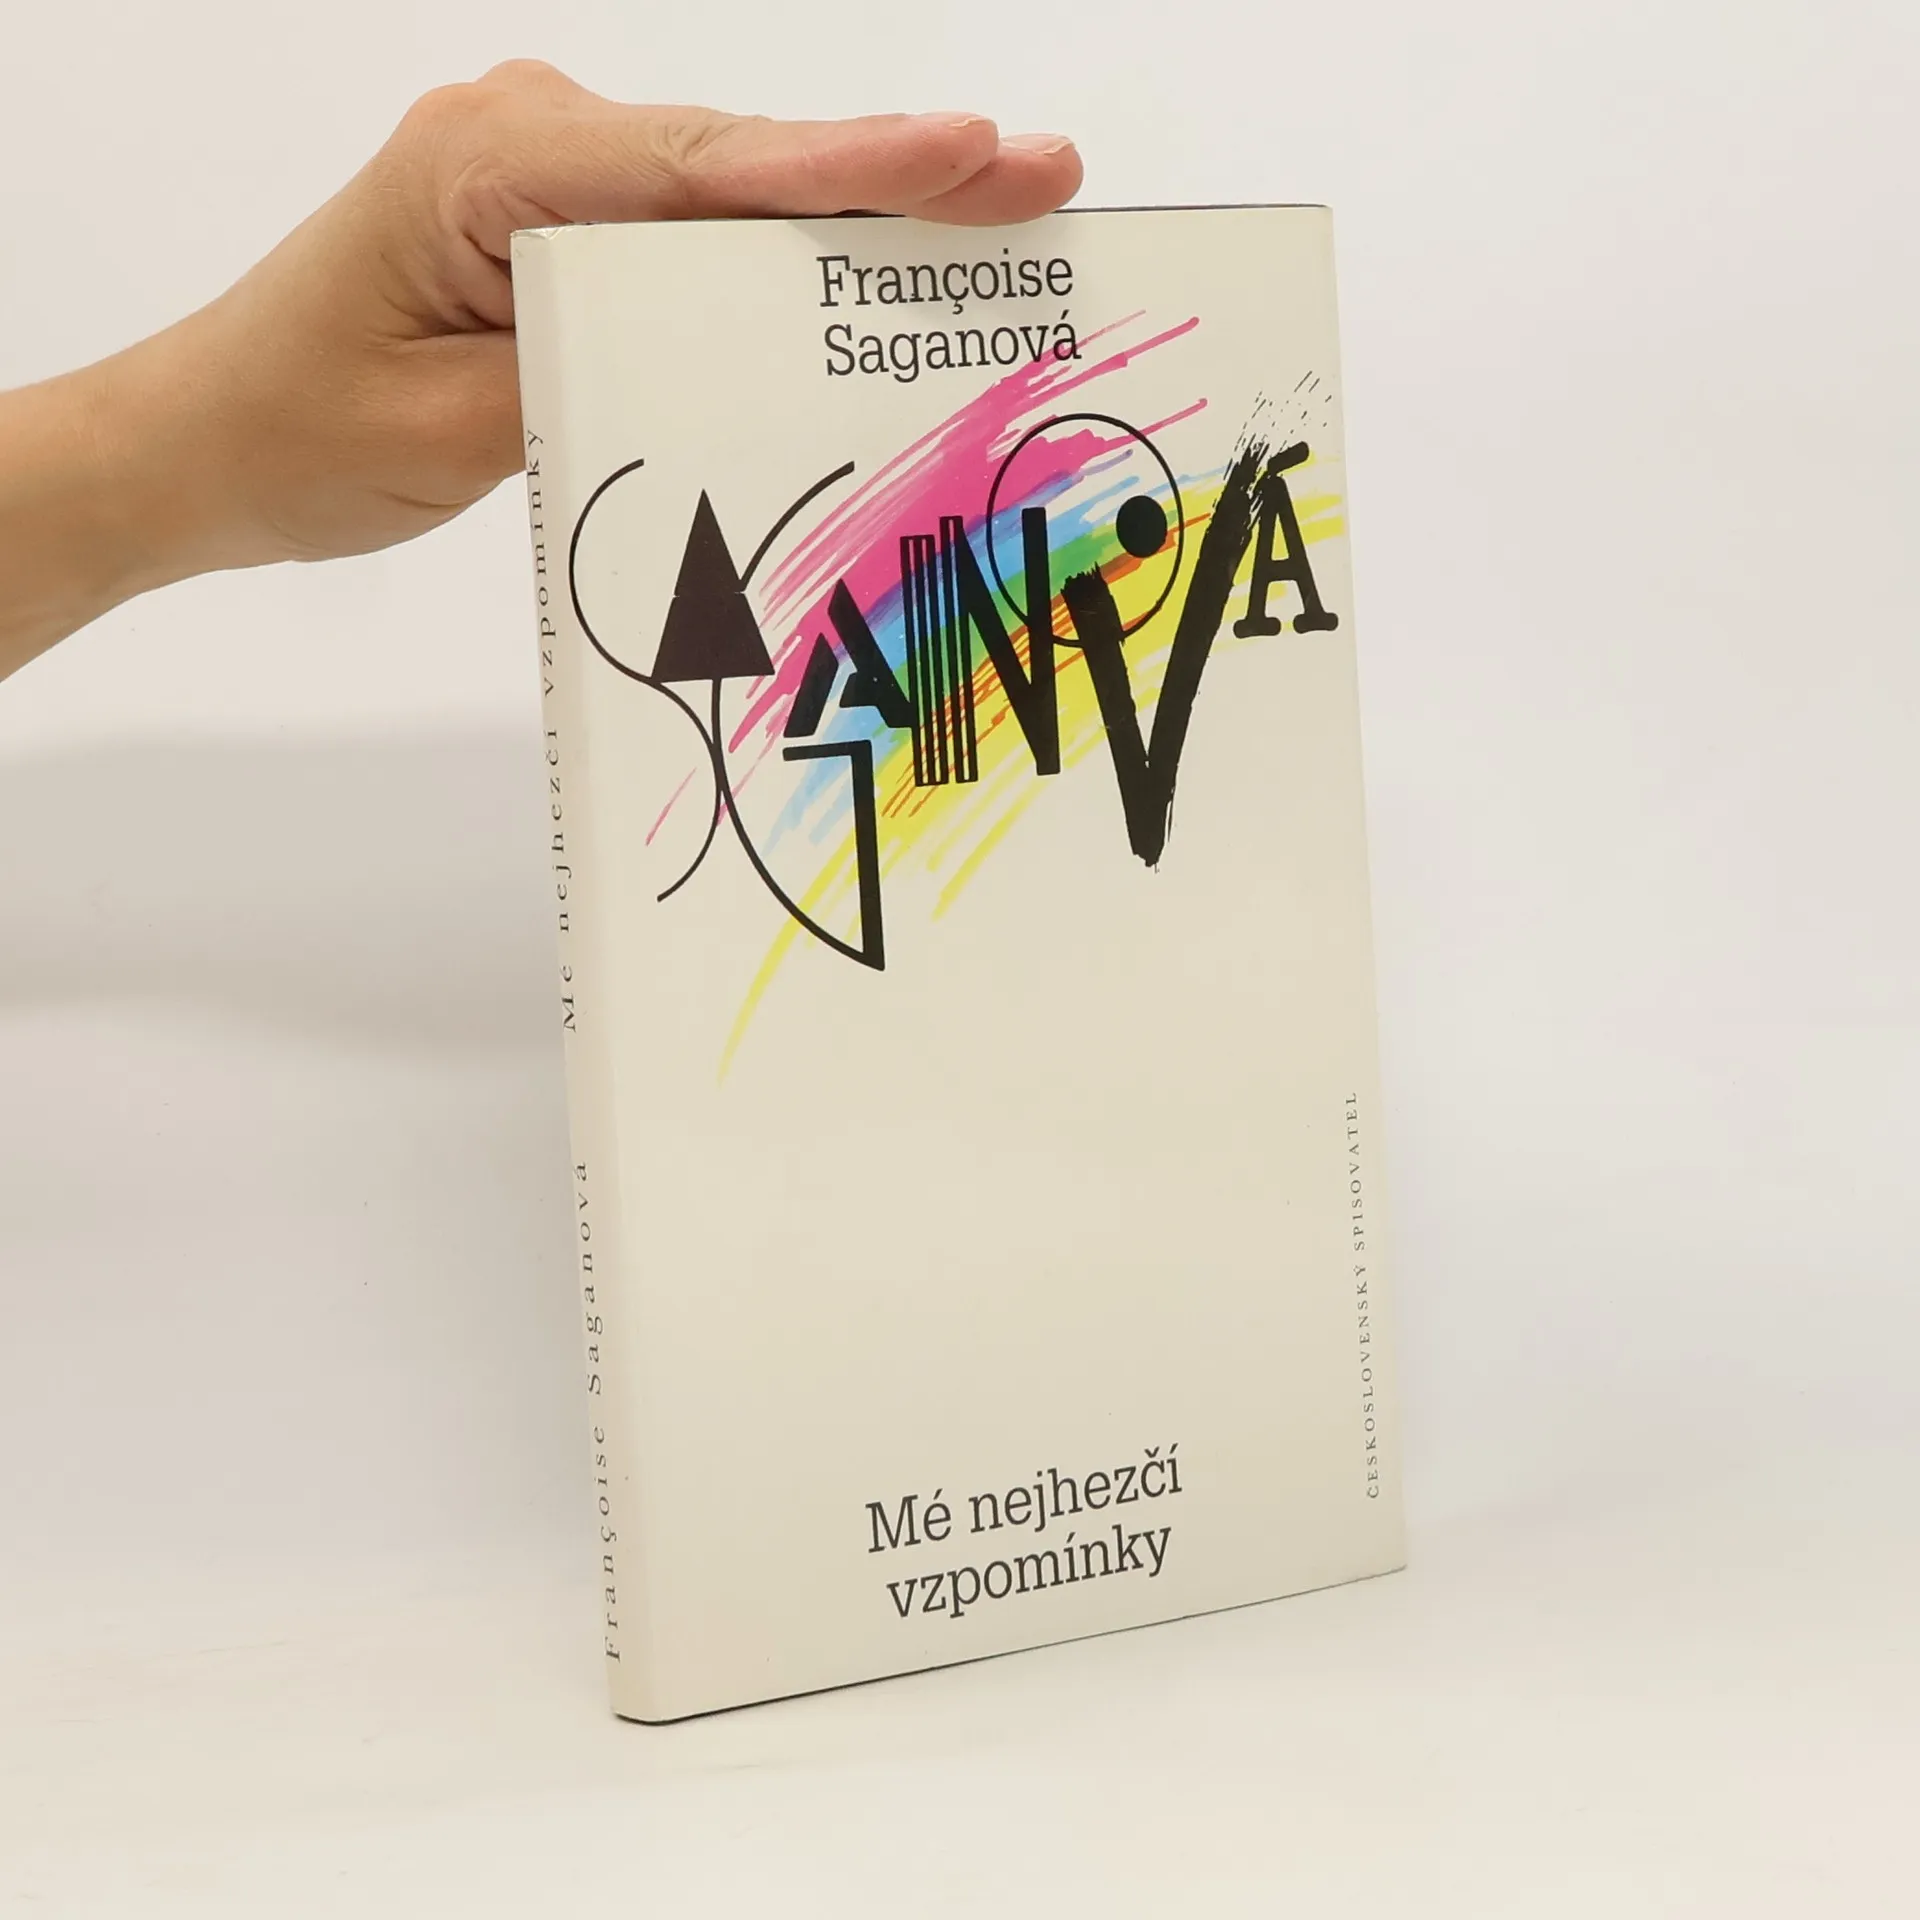 Françoise
Saganová
SAGANOVÁ
Mé nejhezčí
vzpomínky
ČESKOSLOVENSKÝ SPISOVATEL
Françoise Saganová Mé nejhezčí vzpomínky